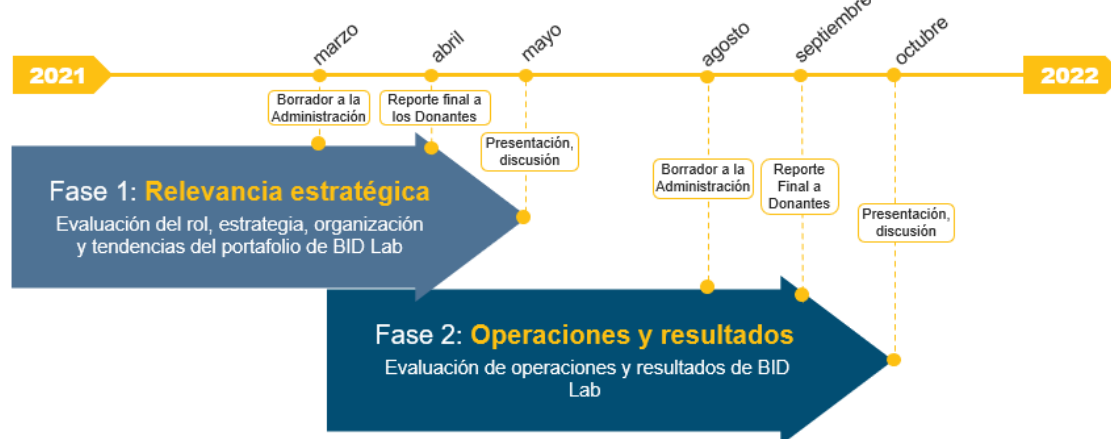 marzo
abril
mayo
agosto
septiembre
octubre
2021
2022
Borrador a la
Administración
Reporte final a
los Donantes
Presentación,
discusión
Borrador a la
Administración
Reporte
Final a
Donantes
Presentación,
discusión
Fase 1: Relevancia estratégica
Evaluación del rol, estrategia, organización
y tendencias del portafolio de BID Lab
Fase 2: Operaciones y resultados
Evaluación de operaciones y resultados de BID
Lab